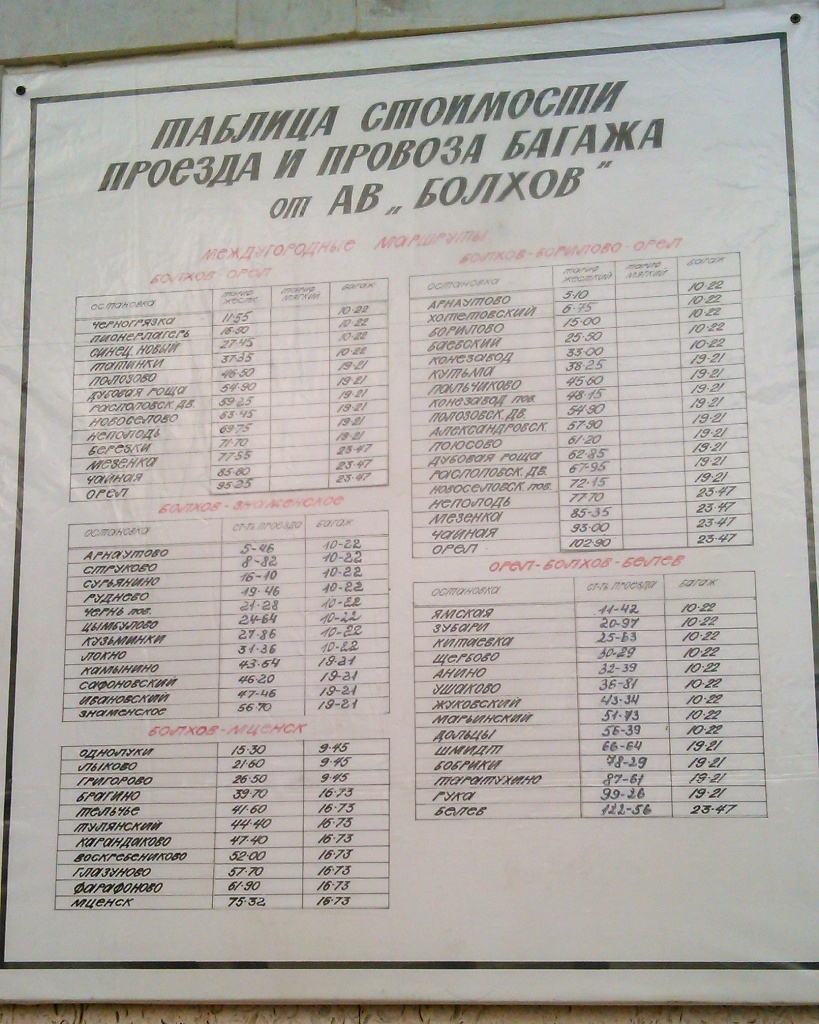 ТАБЛИЦА СТОИМОСТИ
ПРОЕЗДА И ПРОВОЗА БАГАЖА
от АВ „БОЛХОВ"
МЕЖДУГОРОДНЫЕ МАРШРУТЫ
БОЛХОВ-ОРЕЛ
ОСТАНОВКА ТАРИФ ЖЕСТК. ТАРИФ МЯГКИЙ БАГАЖ
ЧЕРНОГРЯЗКА 11-55 10-22
ПИОНЕРЛАГЕРЬ 16-50 10-22
СИНЕЦ НОВЫЙ 27-45 10-22
ТАТИНКИ 37-35 10-22
ПОЛОЗОВО 46-50 19-21
ДУБОВАЯ РОЩА 54-90 19-21
РАСПОПОВСК. ДВ. 59-25 19-21
НОВОСЕЛОВО 63-45 19-21
НЕПОЛОДЬ 69-75 19-21
БЕРЕЗКИ 71-70 19-21
МЕЗЕНКА 77-55 23-47
ЧАЙНАЯ 85-80 23-47
ОРЕЛ 95-25 23-47
БОЛХОВ-ЗНАМЕНСКОЕ
ОСТАНОВКА СТ-ТЬ ПРОЕЗДА БАГАЖ
АРНАУТОВО 5-46 10-22
СТРУКОВО 8-82 10-22
СУРЬЯНИНО 16-10 10-22
РУДНЕВО 19-46 10-22
ЧЕРНЬ пов. 21-28 10-22
ЦЫМБУЛОВО 24-64 10-22
КУЗЬМИНКИ 27-86 10-22
ЛОКНО 31-36 10-22
КАМЫНИНО 43-54 19-21
САФОНОВСКИЙ 46-20 19-21
ИВАНОВСКИЙ 47-46 19-21
ЗНАМЕНСКОЕ 56-70 19-21
БОЛХОВ-МЦЕНСК
ОДНОЛУКИ 15-30 9-45
ЛЫКОВО 21-60 9-45
ГРИГОРОВО 26-50 9-45
БРАГИНО 39-70 16-73
ТЕЛЬЧЬЕ 41-60 16-73
ТУЛЯНСКИЙ 44-40 16-73
КАРАНДАКОВО 47-40 16-73
ВОСКРЕБЕНИКОВО 52-00 16-73
ГЛАЗУНОВО 57-70 16-73
ФАРАФОНОВО 61-90 16-73
МЦЕНСК 75-32 16-73
БОЛХОВ-БОРИЛОВО-ОРЕЛ
ОСТАНОВКА ТАРИФ ЖЕСТКИЙ ТАРИФ МЯГКИЙ БАГАЖ
АРНАУТОВО 5-10 10-22
ХОТЕТОВСКИЙ 6-75 10-22
БОРИЛОВО 15-00 10-22
БАЕВСКИЙ 25-50 10-22
КОНЕЗАВОД 33-00 10-22
КУТЬМА 38-25 19-21
ПАЛЬЧИКОВО 45-60 19-21
КОНЕЗАВОД пов. 48-15 19-21
ПОЛОЗОВСК. ДВ. 54-90 19-21
АЛЕКСАНДРОВСК. 57-90 19-21
ПОЮСОВО 61-20 19-21
ДУБОВАЯ РОЩА 62-85 19-21
РАСПОПОВСК. ДВ. 67-95 19-21
НОВОСЕЛОВСК. пов. 72-15 19-21
НЕПОЛОДЬ 77-70 23-47
МЕЗЕНКА 85-35 23-47
ЧАЙНАЯ 93-00 23-47
ОРЕЛ 102-90 23-47
ОРЕЛ-БОЛХОВ-БЕЛЕВ
ОСТАНОВКА СТ-ТЬ ПРОЕЗДА БАГАЖ
ЯМСКАЯ 11-42 10-22
ЗУБАРИ 20-97 10-22
КИТАЕВКА 25-63 10-22
ЩЕРБОВО 30-29 10-22
АНИНО 32-39 10-22
УШАКОВО 36-81 10-22
ЖУКОВСКИЙ 43-34 10-22
МАРЬИНСКИЙ 51-73 10-22
ДОЛЬЦЫ 56-39 10-22
ШМИДТ 66-64 19-21
БОБРИКИ 78-29 19-21
ТАРАТУХИНО 87-61 19-21
РУКА 99-26 19-21
БЕЛЕВ 122-56 23-47